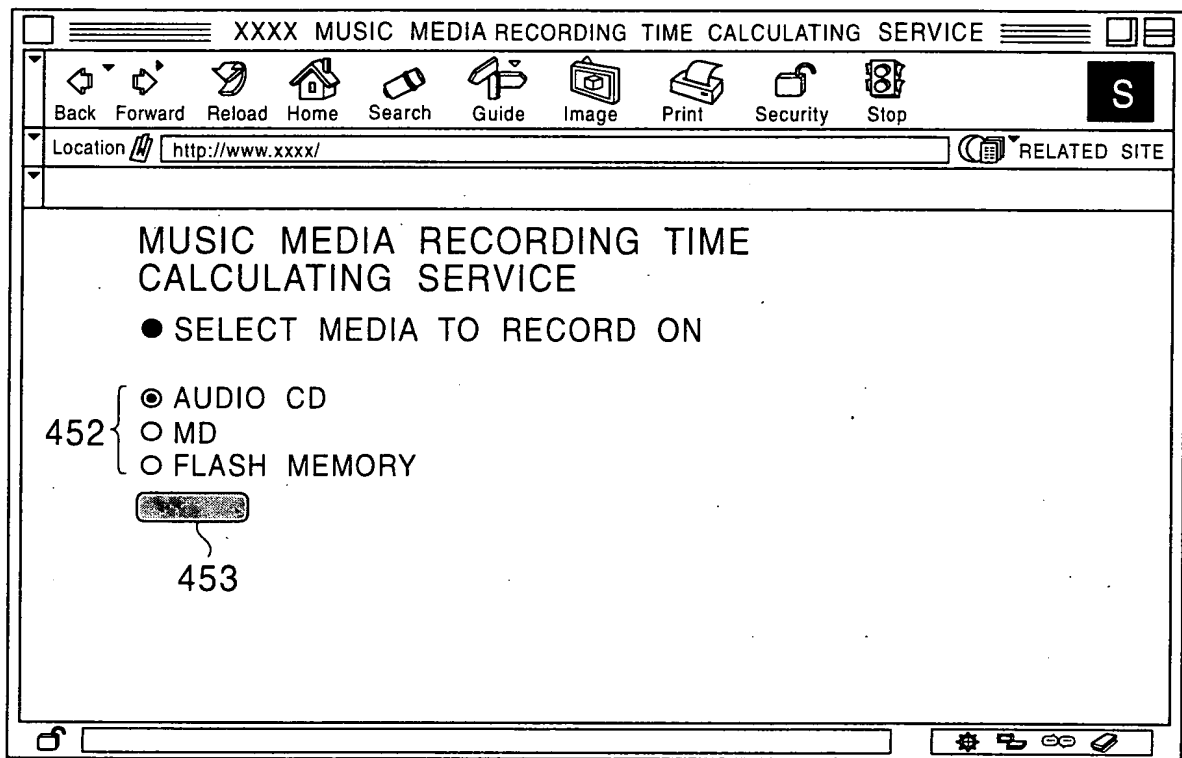 XXXX MUSIC MEDIA RECORDING TIME CALCULATING SERVICE
Back Forward Reload Home Search Guide Image Print Security Stop
S
Location http://www.xxxx/ RELATED SITE
MUSIC MEDIA RECORDING TIME
CALCULATING SERVICE
● SELECT MEDIA TO RECORD ON
AUDIO CD
452 MD
FLASH MEMORY
453